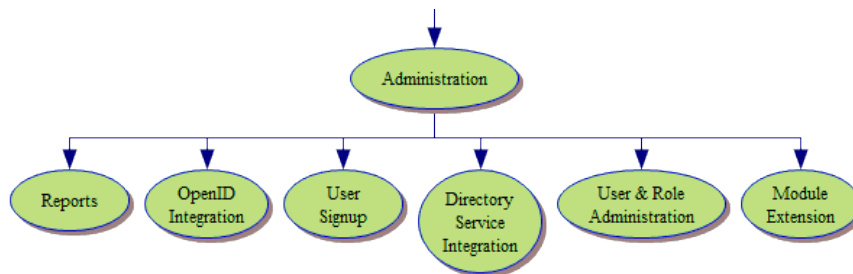 Administration
Reports
OpenID
Integration
User
Signup
Directory
Service
Integration
User & Role
Administration
Module
Extension